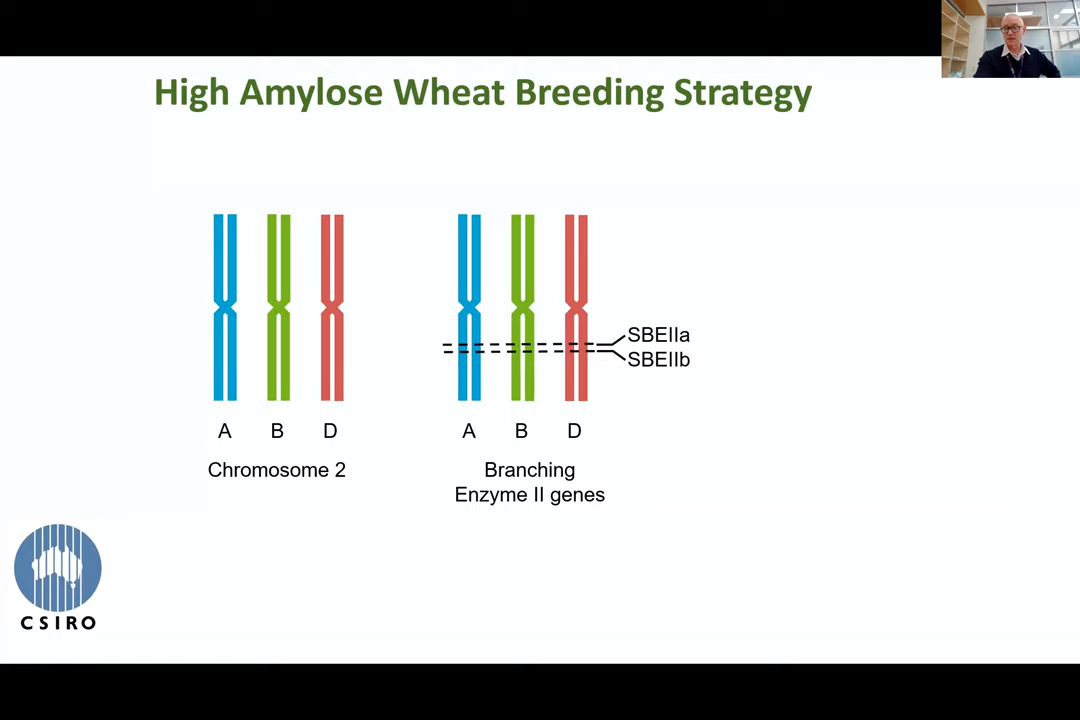 High Amylose Wheat Breeding Strategy
SBEIIa
SBEIIb
A B D
A B D
Chromosome 2
Branching
Enzyme II genes
CSIRO